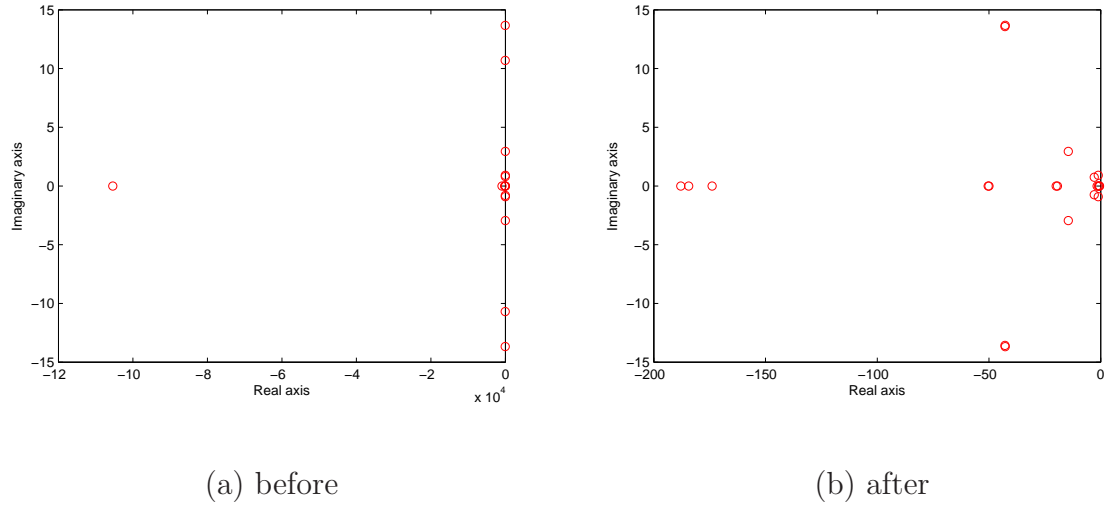 15
10
5
0
−5
−10
−15
Imaginary axis
−12 −10 −8 −6 −4 −2 0
Real axis
x 10^4
15
10
5
0
−5
−10
−15
Imaginary axis
−200 −150 −100 −50 0
Real axis
(a) before
(b) after